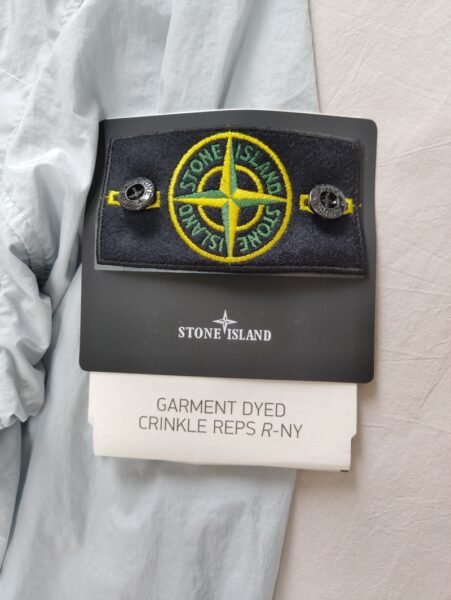 STONE ISLAND
STONE ISLAND
STONE ISLAND
GARMENT DYED
CRINKLE REPS R-NY